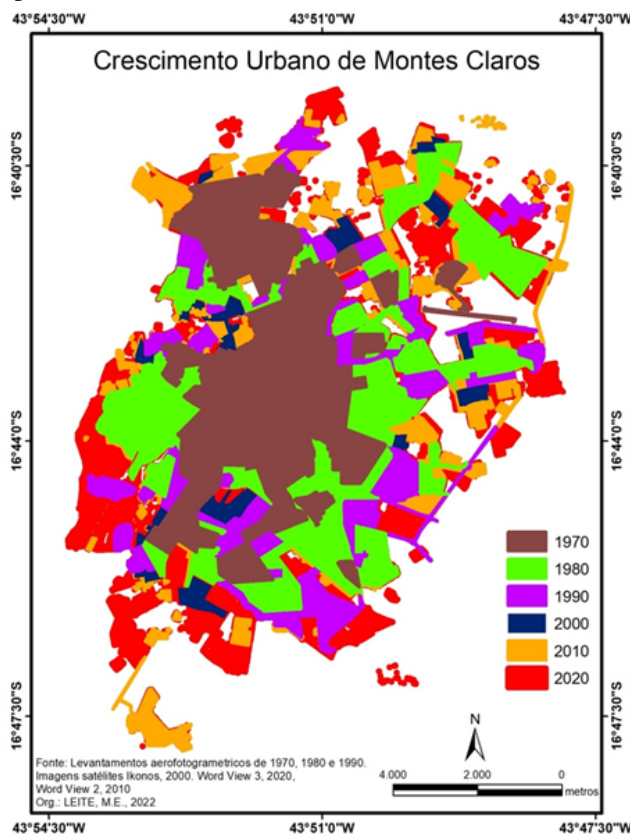 43°54'30"W 43°51'0"W 43°47'30"W
Crescimento Urbano de Montes Claros
16°40'30"S 16°40'30"S
16°44'0"S 16°44'0"S
16°47'30"S 16°47'30"S
1970
1980
1990
2000
2010
2020
N
4.000 2.000 0
metros
Fonte: Levantamentos aerofotogrametricos de 1970, 1980 e 1990.
Imagens satélites Ikonos, 2000. Word View 3, 2020,
Word View 2, 2010
Org.: LEITE, M.E., 2022
43°54'30"W 43°51'0"W 43°47'30"W